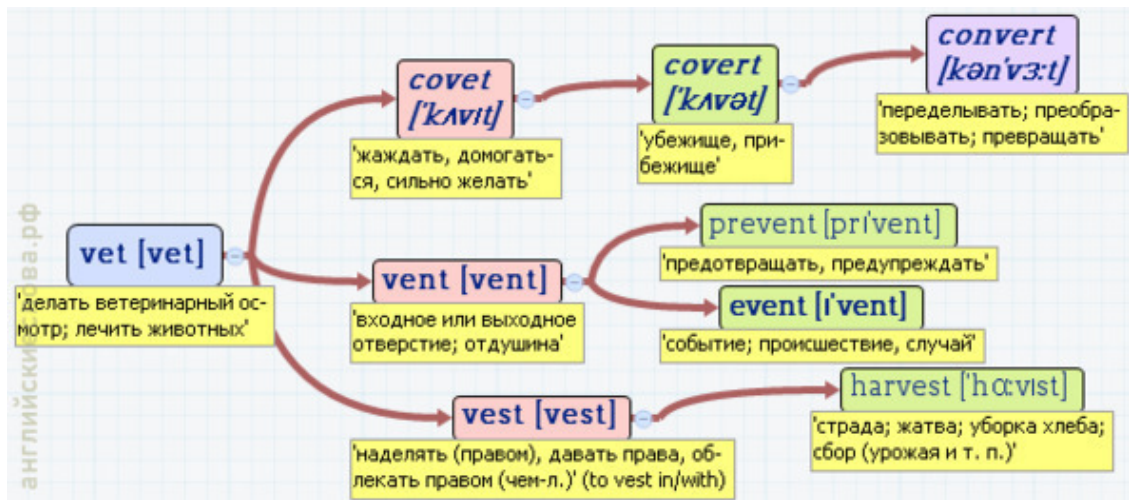 covet
['kʌvɪt]
'жаждать, домогать-
ся, сильно желать'
covert
['kʌvət]
'убежище, при-
бежище'
convert
[kən'vɜːt]
'переделывать; преобра-
зовывать; превращать'
vet [vet]
'делать ветеринарный ос-
мотр; лечить животных'
vent [vent]
'входное или выходное
отверстие; отдушина'
prevent [prɪ'vent]
'предотвращать, предупреждать'
event [ɪ'vent]
'событие; происшествие, случай'
vest [vest]
'наделять (правом), давать права, об-
лекать правом (чем-л.)' (to vest in/with)
harvest ['hɑːvɪst]
'страда; жатва; уборка хлеба;
сбор (урожая и т. п.)'
английскиеслова.рф